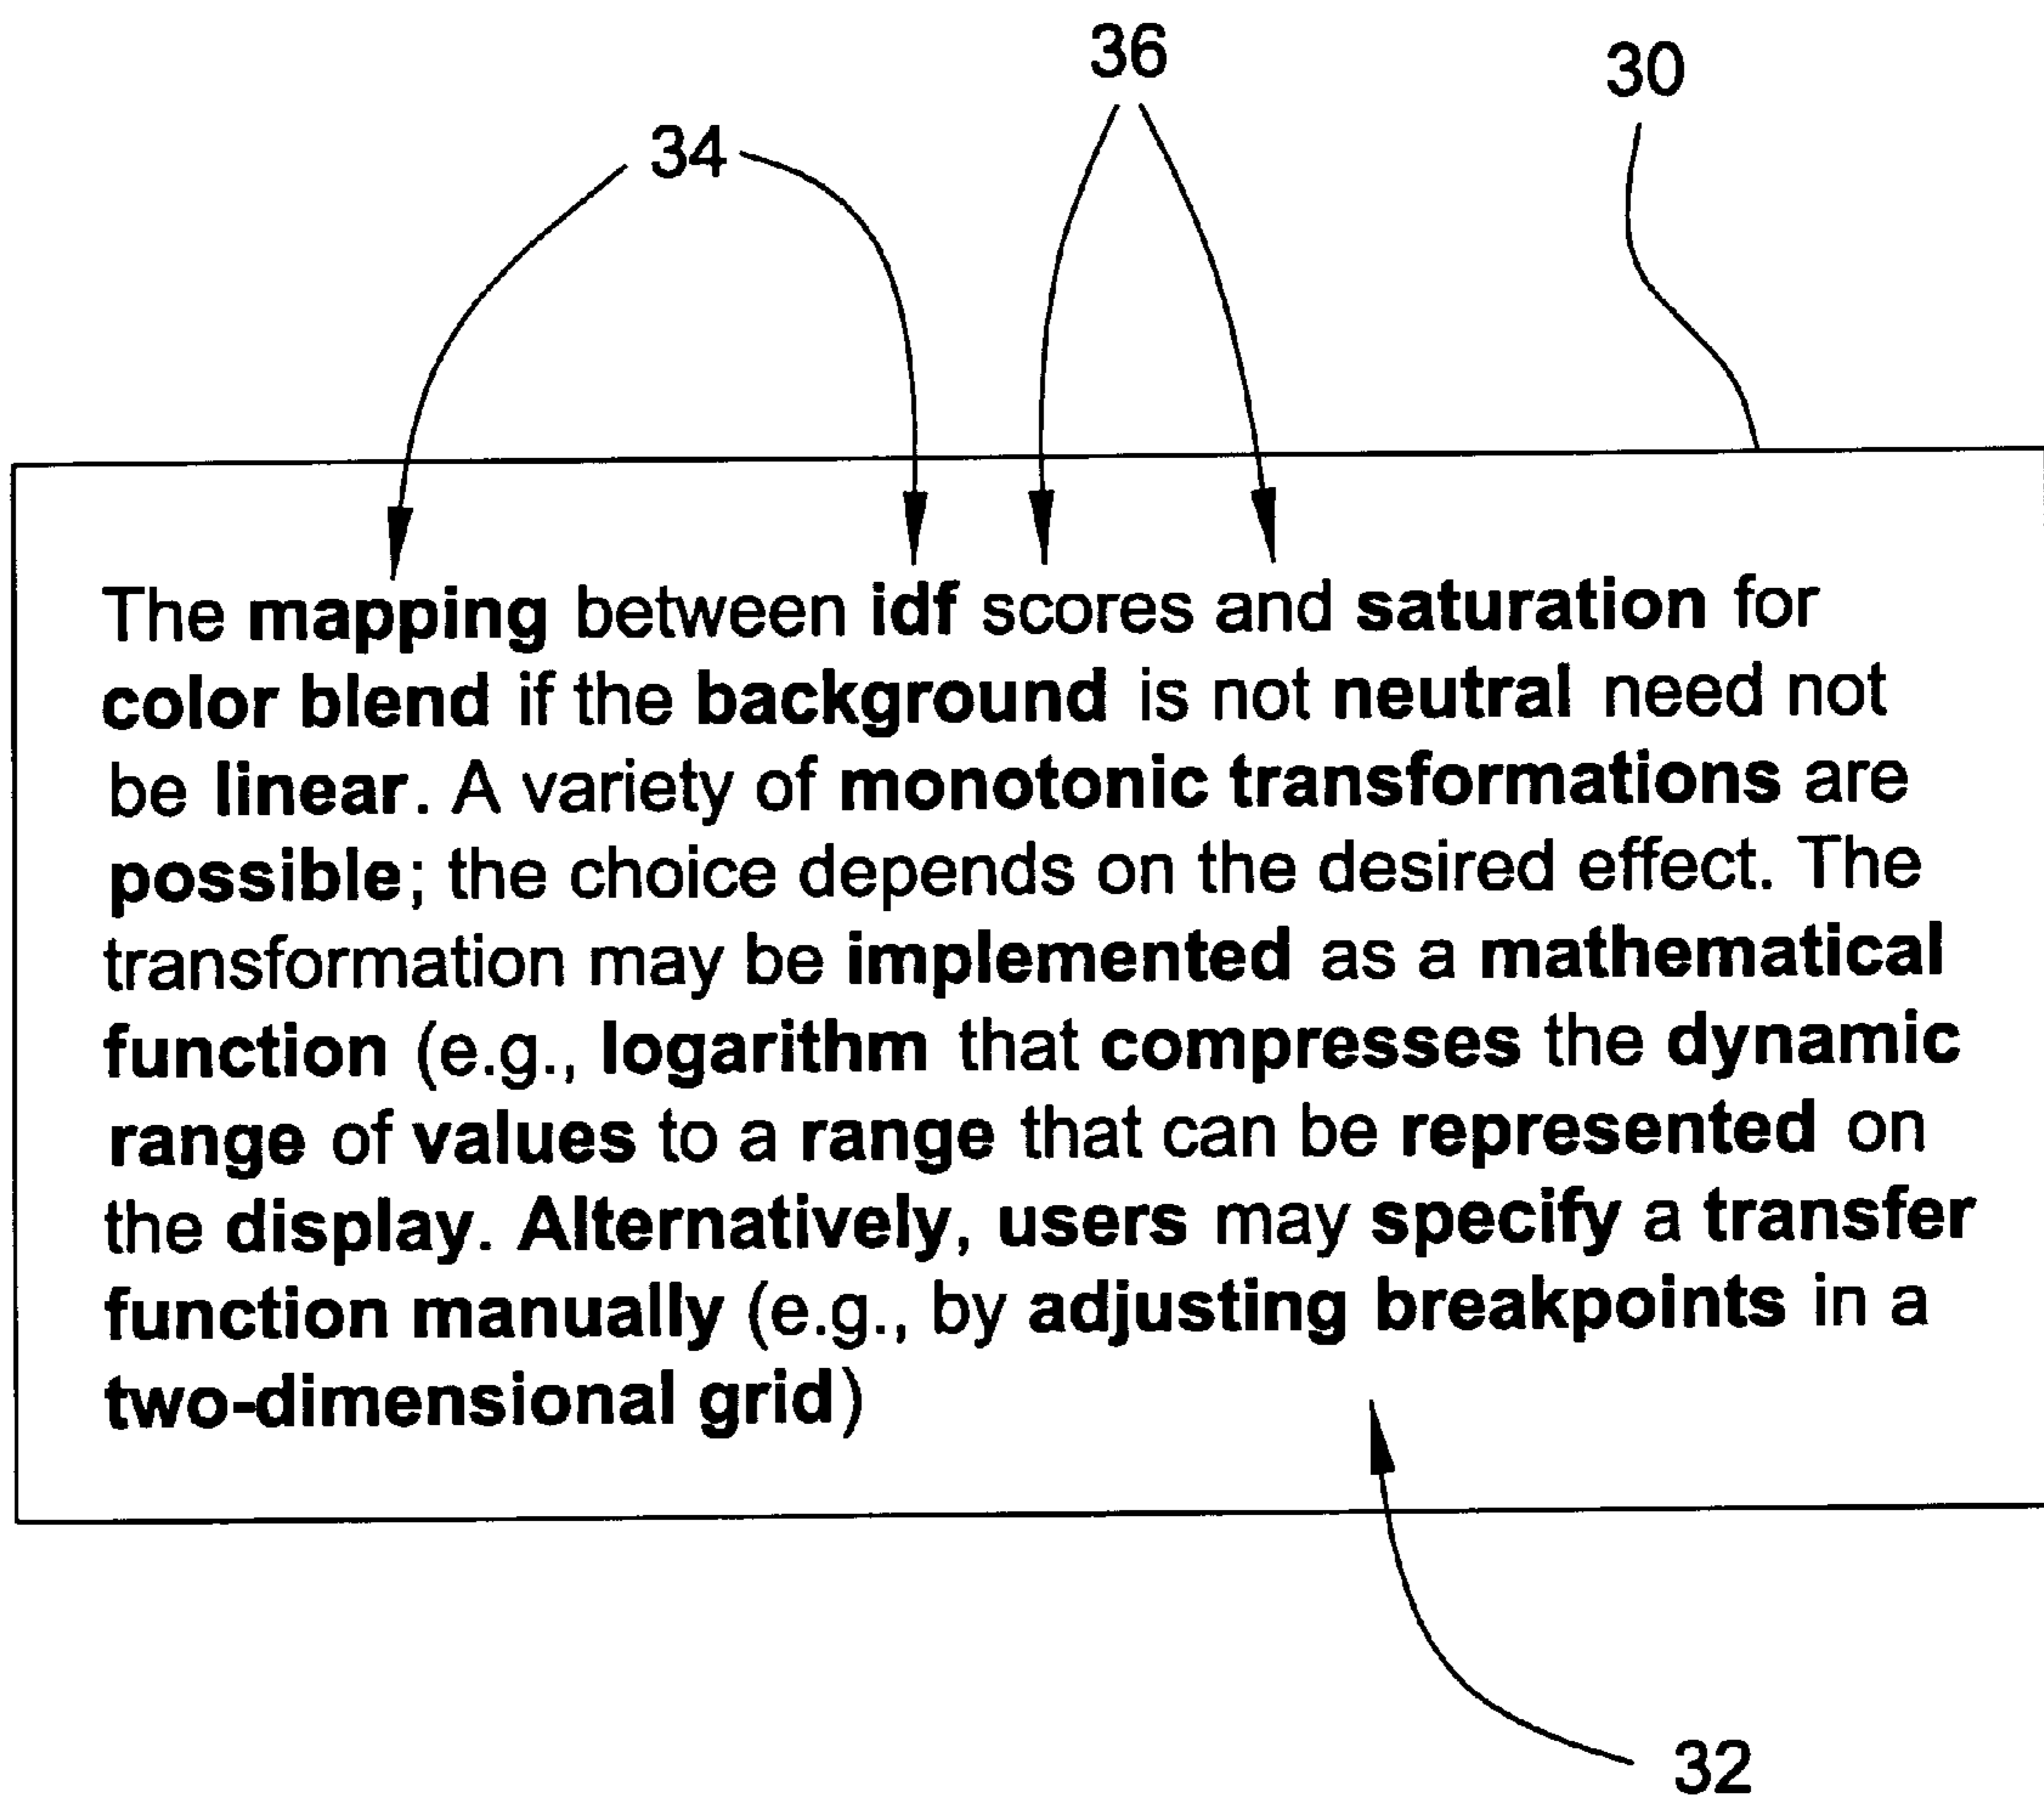 36
30
34
The mapping between idf scores and saturation for
color blend if the background is not neutral need not
be linear. A variety of monotonic transformations are
possible; the choice depends on the desired effect. The
transformation may be implemented as a mathematical
function (e.g., logarithm that compresses the dynamic
range of values to a range that can be represented on
the display. Alternatively, users may specify a transfer
function manually (e.g., by adjusting breakpoints in a
two-dimensional grid)
32